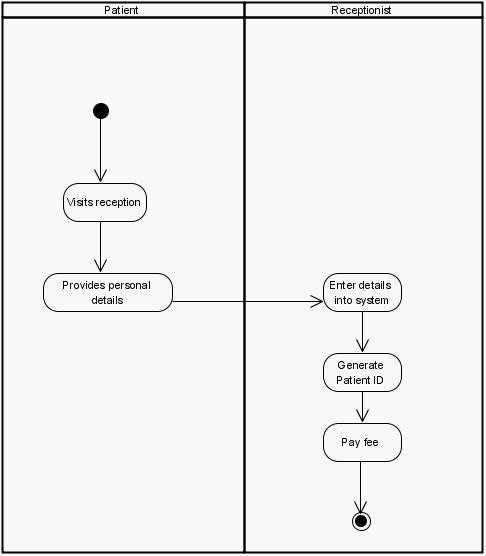 Patient
Receptionist
Visits reception
Provides personal
details
Enter details
into system
Generate
Patient ID
Pay fee